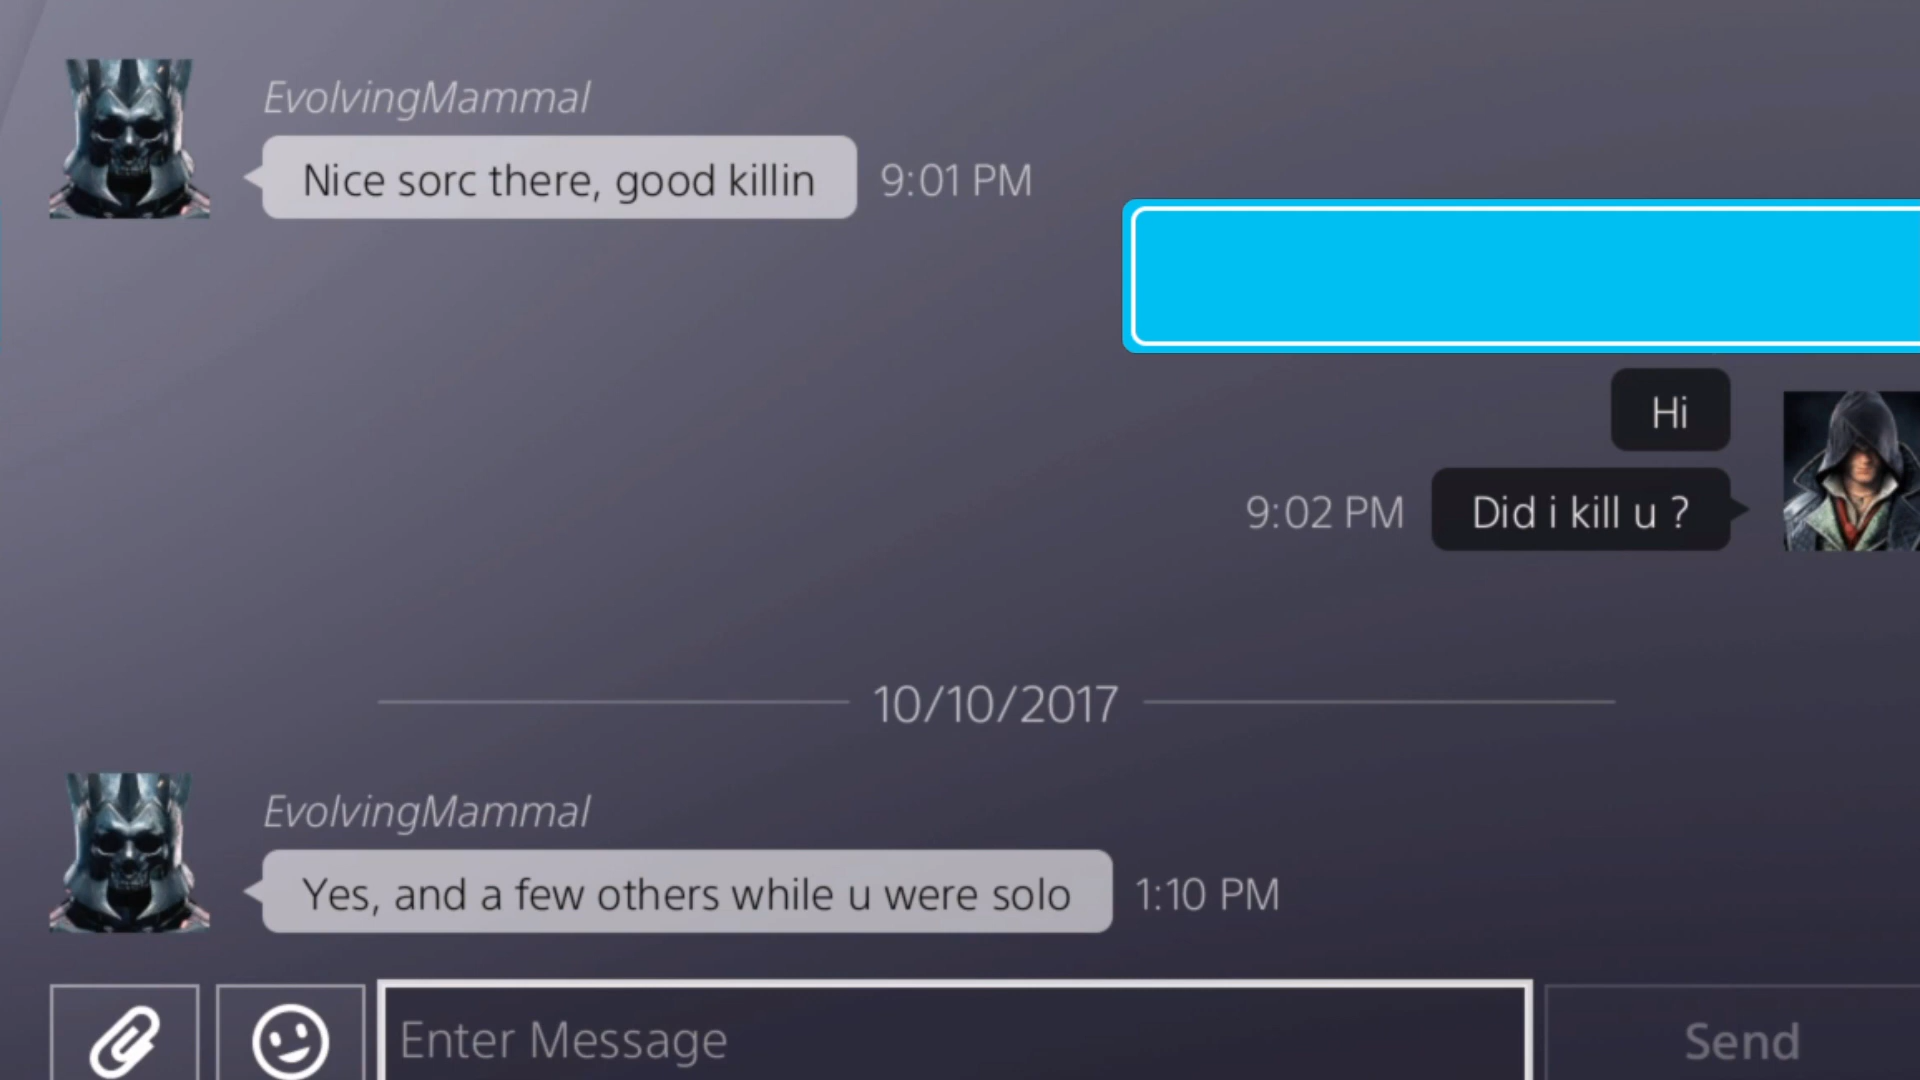 EvolvingMammal
Nice sorc there, good killin 9:01 PM
Hi
9:02 PM Did i kill u ?
10/10/2017
EvolvingMammal
Yes, and a few others while u were solo 1:10 PM
Enter Message Send